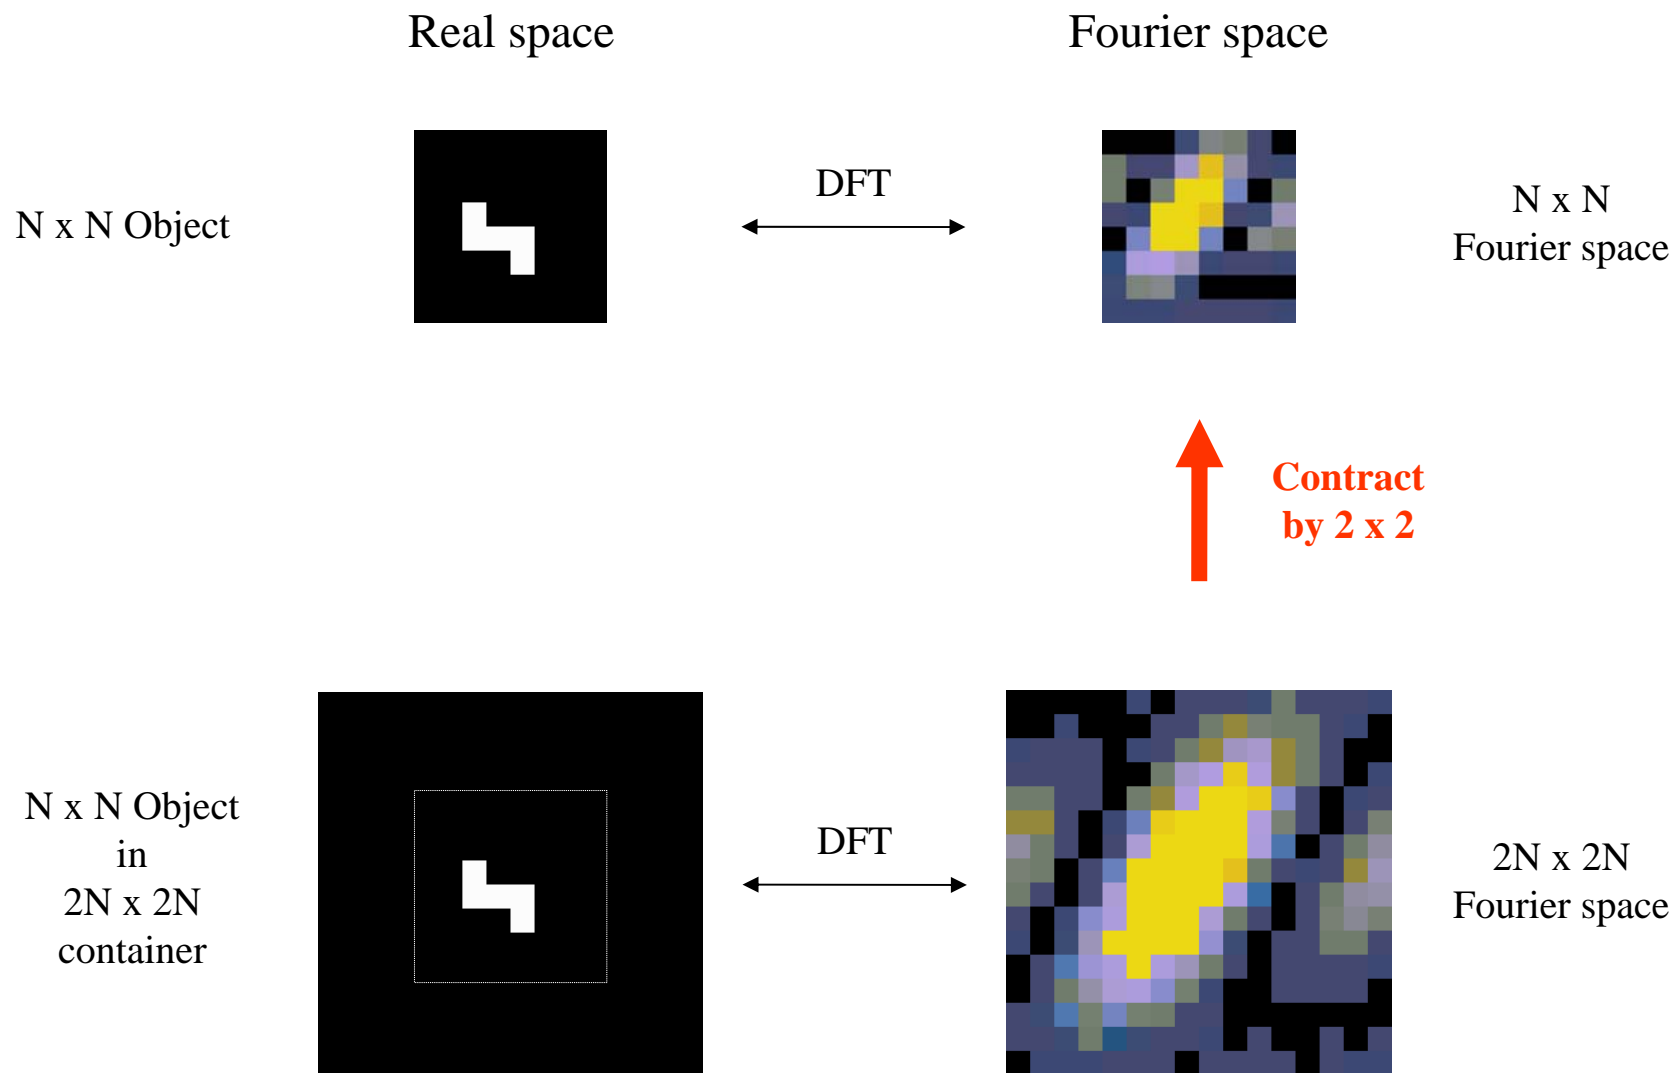 Real space
Fourier space
N x N Object
DFT
N x N
Fourier space
Contract
by 2 x 2
N x N Object
in
2N x 2N
container
DFT
2N x 2N
Fourier space